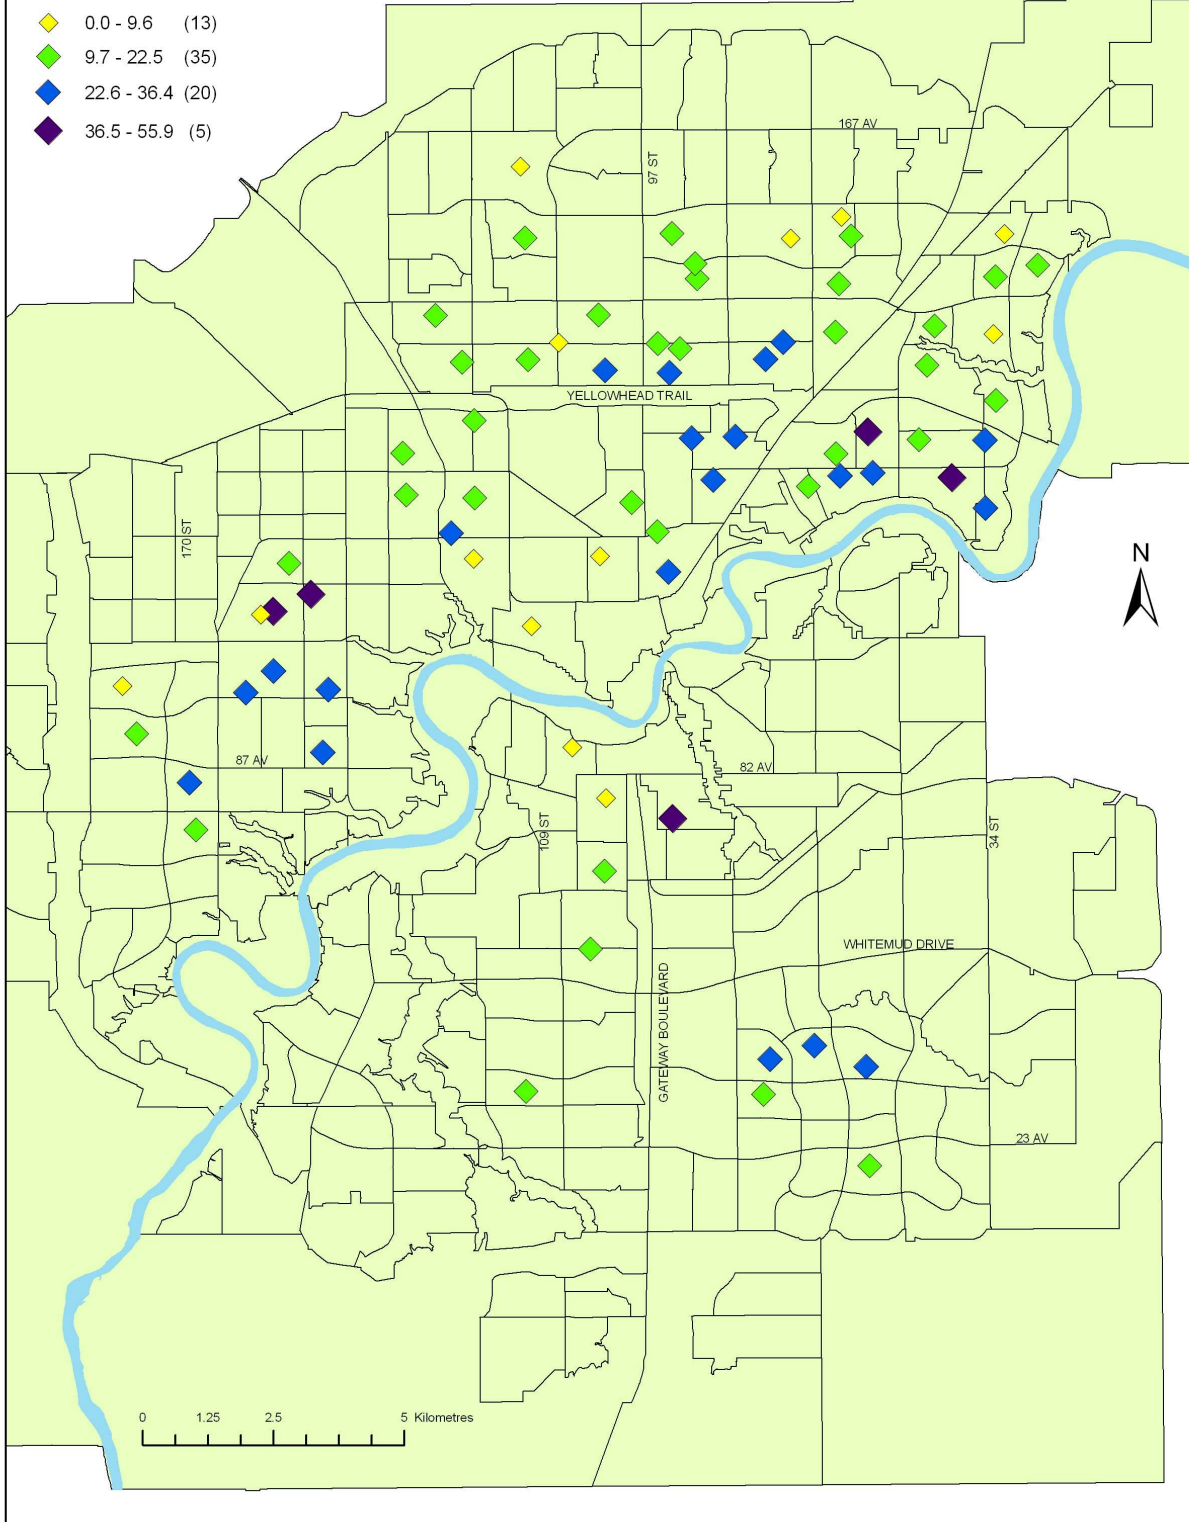 0.0 - 9.6 (13)
9.7 - 22.5 (35)
22.6 - 36.4 (20)
36.5 - 55.9 (5)
167 AV
97 ST
YELLOWHEAD TRAIL
170 ST
N
87 AV
82 AV
109 ST
34 ST
WHITEMUD DRIVE
GATEWAY BOULEVARD
23 AV
0 1.25 2.5 5 Kilometres